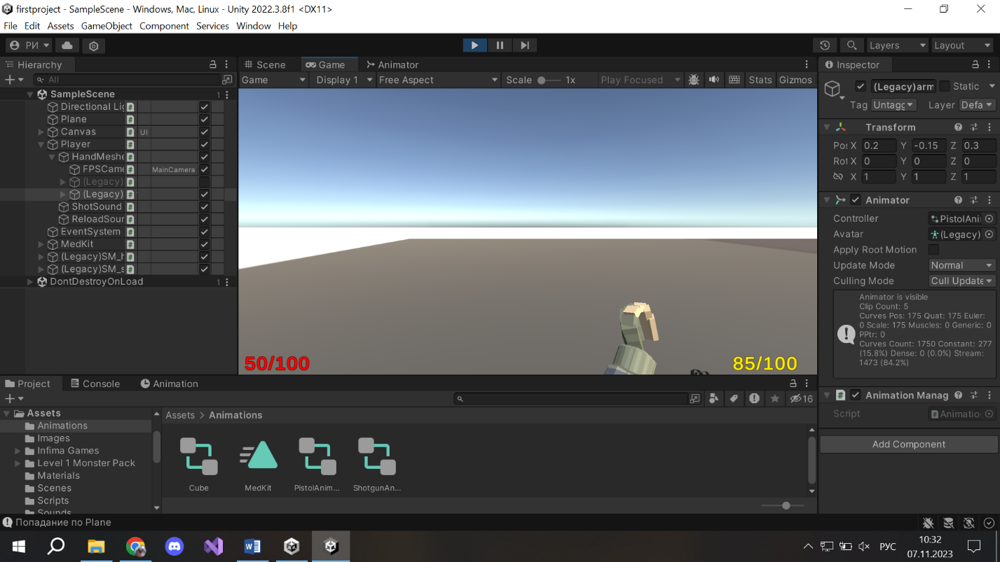 firstproject - SampleScene - Windows, Mac, Linux - Unity 2022.3.8f1 <DX11>
File Edit Assets GameObject Component Services Window Help
РИ Layers Layout
Hierarchy
All
SampleScene 1
Directional Lig
Plane
Canvas UI
Player
HandMeshe
FPSCame MainCamera
(Legacy)
(Legacy)
ShotSound
ReloadSour
EventSystem
MedKit
(Legacy)SM_h
(Legacy)SM_s
DontDestroyOnLoad 1
Scene Game Animator
Game Display 1 Free Aspect Scale 1x Play Focused Stats Gizmos
50/100 85/100
Inspector
(Legacy)arm Static
Tag Untagg Layer Defa
Transform
Pos X 0.2 Y -0.15 Z 0.3
Rot X 0 Y 0 Z 0
X 1 Y 1 Z 1
Animator
Controller PistolAni
Avatar (Legacy)
Apply Root Motion
Update Mode Normal
Culling Mode Cull Update
Animator is visible
Clip Count: 5
Curves Pos: 175 Quat: 175 Euler:
0 Scale: 175 Muscles: 0 Generic: 0
PPtr: 0
Curves Count: 1750 Constant: 277
(15.8%) Dense: 0 (0.0%) Stream:
1473 (84.2%)
Animation Manag
Script Animatio
Add Component
Project Console Animation
16
Assets
Animations
Images
Infima Games
Level 1 Monster Pack
Materials
Scenes
Scripts
Sounds
Assets > Animations
Cube MedKit PistolAnim... ShotgunAn...
Попадание по Plane
РУС
10:32
07.11.2023